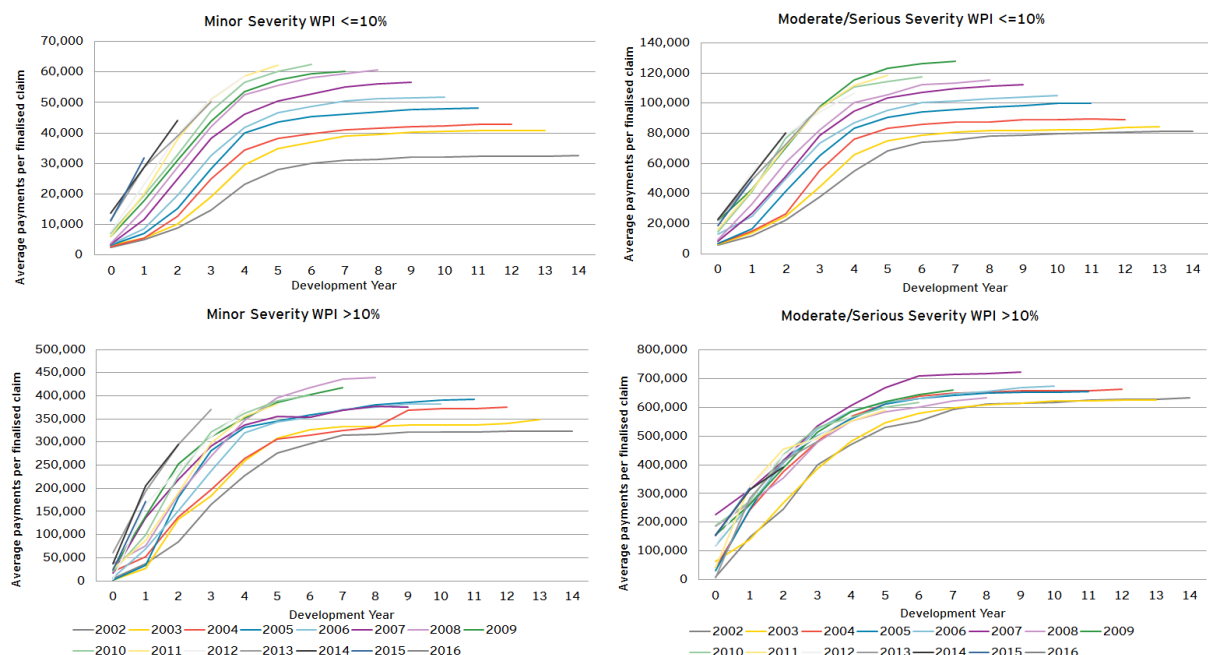 Minor Severity WPI <=10%
Average payments per finalised claim
70,000
60,000
50,000
40,000
30,000
20,000
10,000
0
0 1 2 3 4 5 6 7 8 9 10 11 12 13 14
Development Year
Moderate/Serious Severity WPI <=10%
Average payments per finalised claim
140,000
120,000
100,000
80,000
60,000
40,000
20,000
0
0 1 2 3 4 5 6 7 8 9 10 11 12 13 14
Development Year
Minor Severity WPI >10%
Average payments per finalised claim
500,000
450,000
400,000
350,000
300,000
250,000
200,000
150,000
100,000
50,000
0
0 1 2 3 4 5 6 7 8 9 10 11 12 13 14
Development Year
2002 2003 2004 2005 2006 2007 2008 2009
2010 2011 2012 2013 2014 2015 2016
Moderate/Serious Severity WPI >10%
Average payments per finalised claim
800,000
700,000
600,000
500,000
400,000
300,000
200,000
100,000
0
0 1 2 3 4 5 6 7 8 9 10 11 12 13 14
Development Year
2002 2003 2004 2005 2006 2007 2008 2009
2010 2011 2012 2013 2014 2015 2016